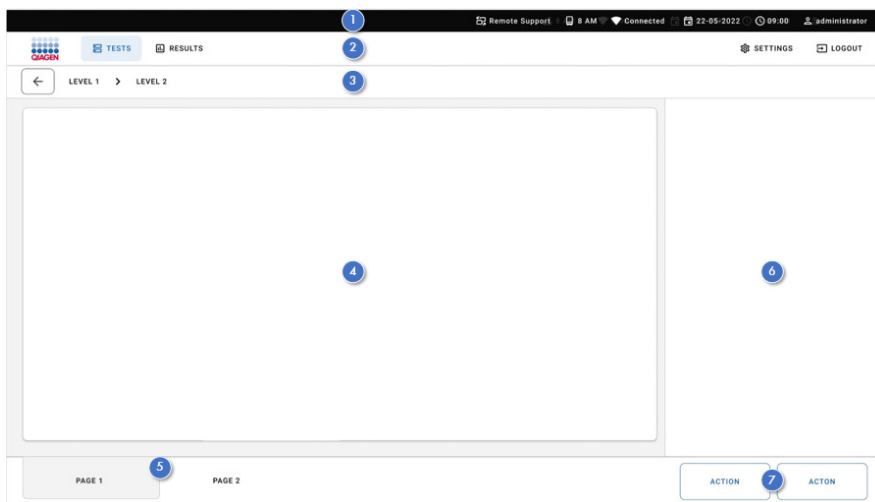 1 Remote Support 8 AM Connected 22-05-2022 09:00 administrator
QIAGEN TESTS RESULTS 2 SETTINGS LOGOUT
LEVEL 1 > LEVEL 2 3
4
6
5
PAGE 1 PAGE 2 ACTION 7 ACTON